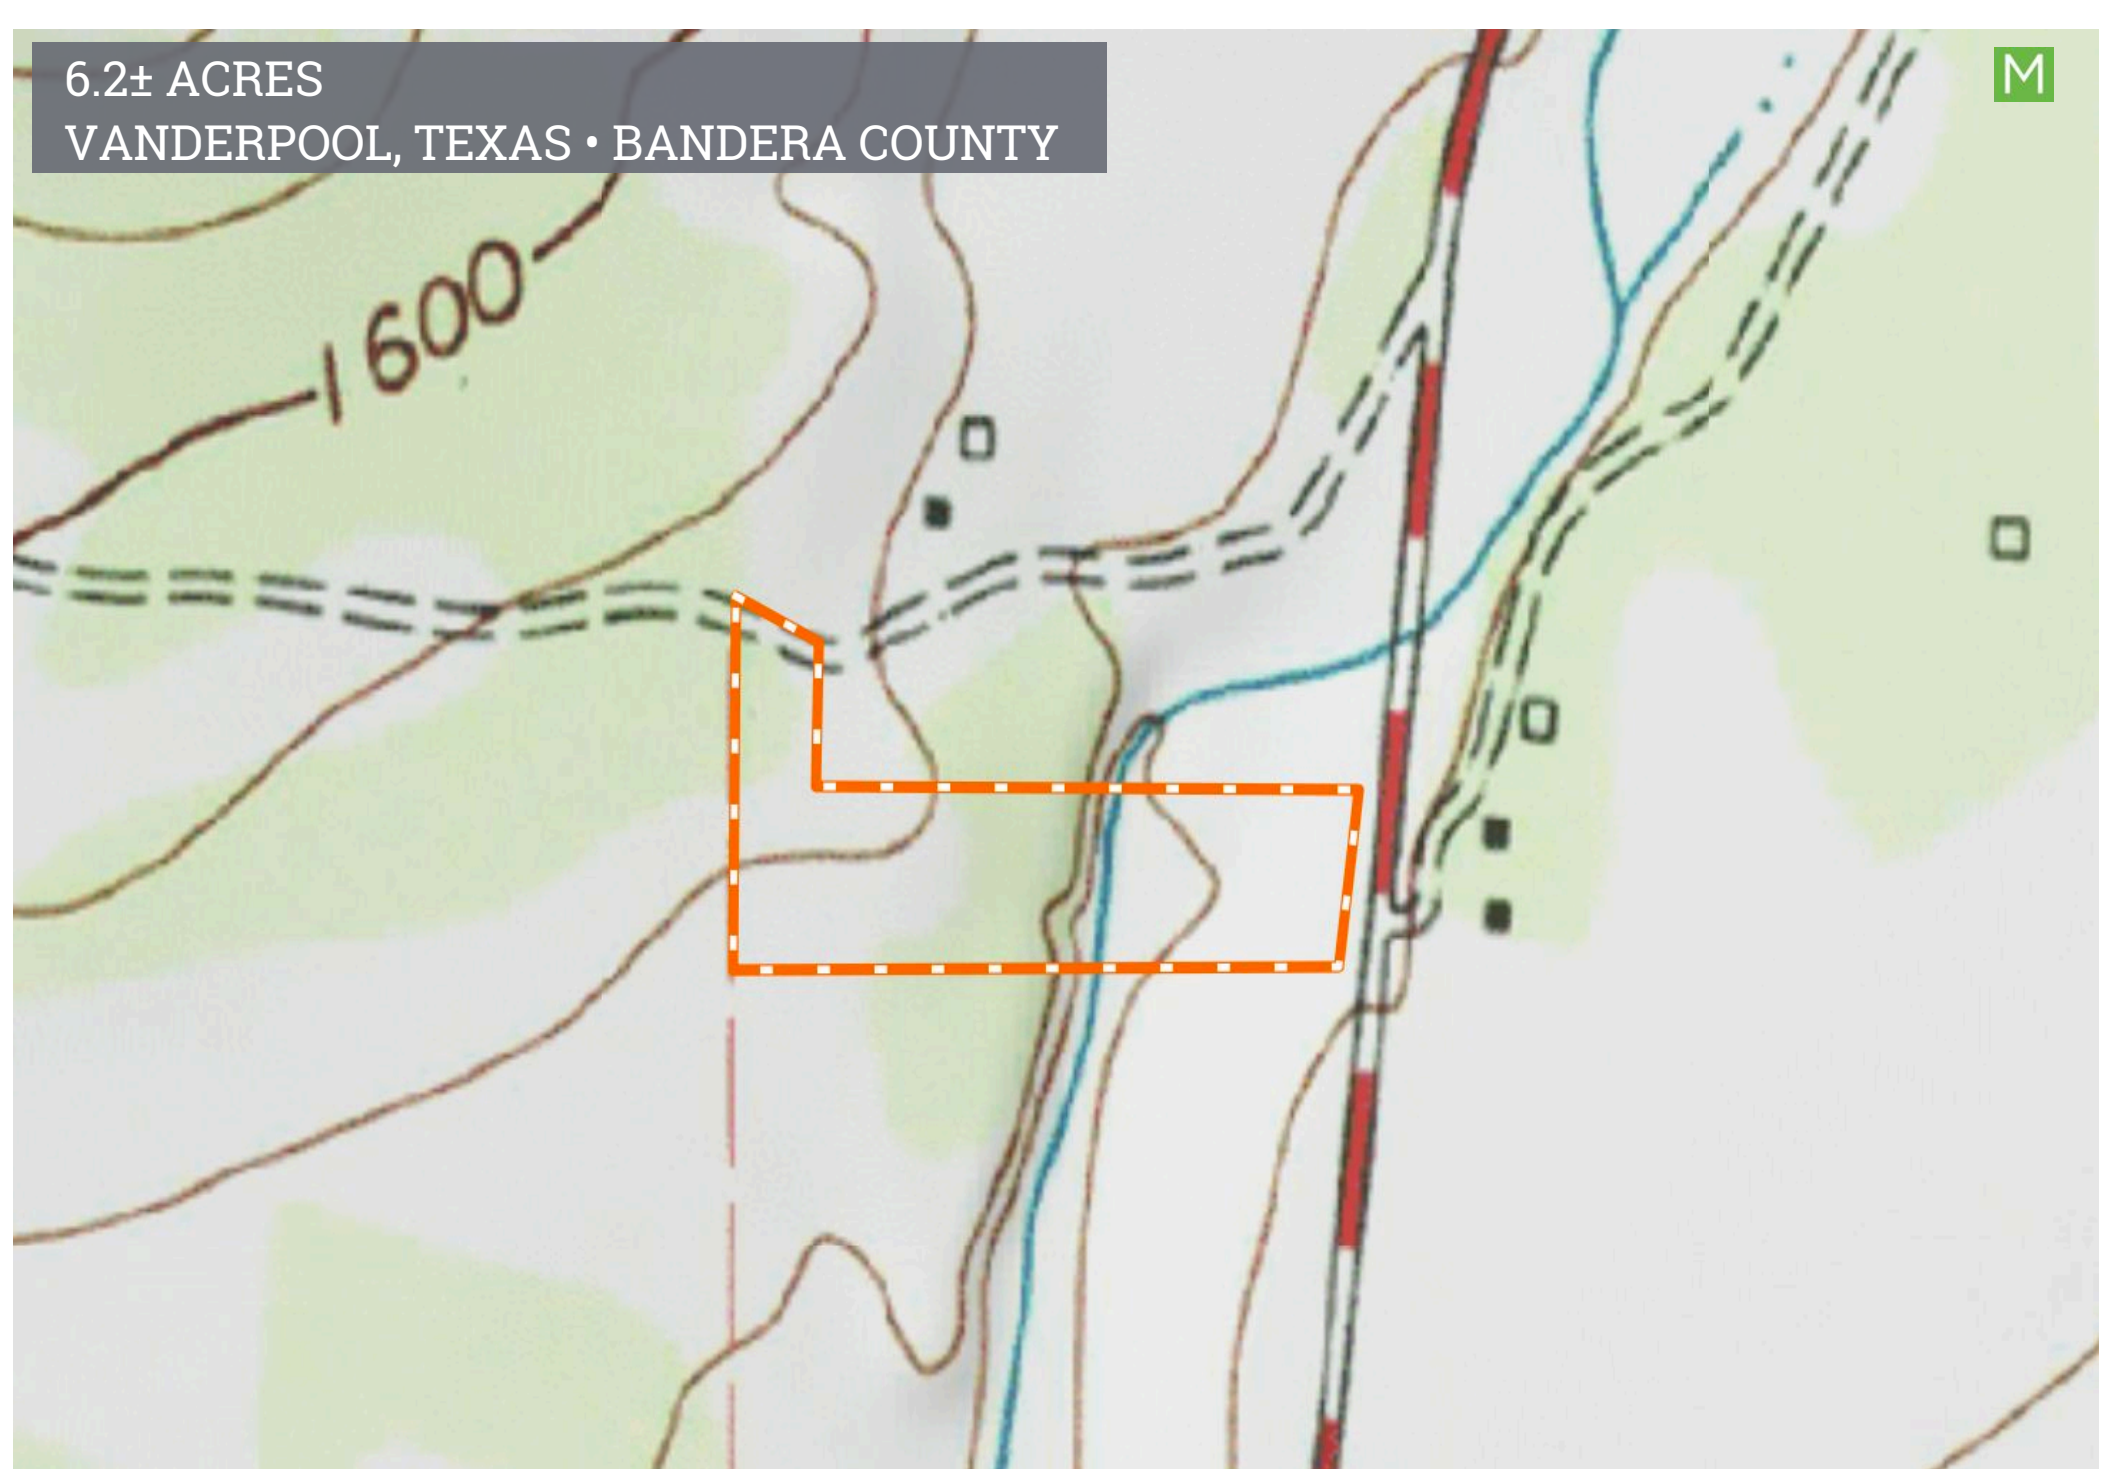 6.2± ACRES
VANDERPOOL, TEXAS • BANDERA COUNTY
M
1600